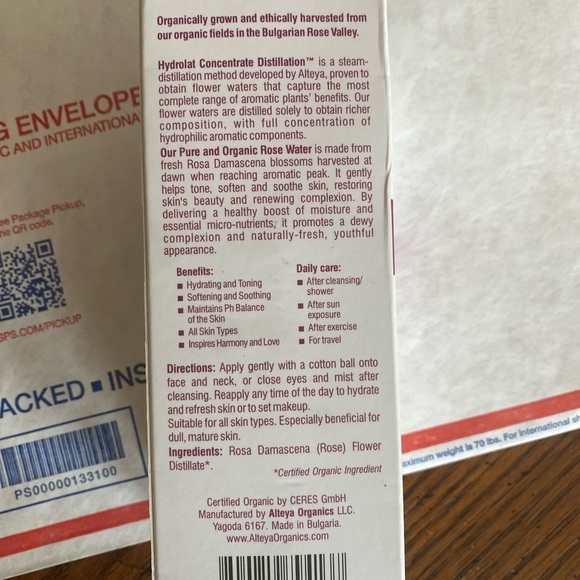 Organically grown and ethically harvested from
our organic fields in the Bulgarian Rose Valley.
Hydrolat Concentrate Distillation™ is a steam-
distillation method developed by Alteya, proven to
obtain flower waters that capture the most
complete range of aromatic plants' benefits. Our
flower waters are distilled solely to obtain richer
composition, with full concentration of
hydrophilic aromatic components.
Our Pure and Organic Rose Water is made from
fresh Rosa Damascena blossoms harvested at
dawn when reaching aromatic peak. It gently
helps tone, soften and soothe skin, restoring
skin's beauty and renewing complexion. By
delivering a healthy boost of moisture and
essential micro-nutrients, it promotes a dewy
complexion and naturally-fresh, youthful
appearance.
Benefits:
■ Hydrating and Toning
■ Softening and Soothing
■ Maintains Ph Balance
of the Skin
■ All Skin Types
■ Inspires Harmony and Love
Daily care:
■ After cleansing/
shower
■ After sun
exposure
■ After exercise
■ For travel
Directions: Apply gently with a cotton ball onto
face and neck, or close eyes and mist after
cleansing. Reapply any time of the day to hydrate
and refresh skin or to set makeup.
Suitable for all skin types. Especially beneficial for
dull, mature skin.
Ingredients: Rosa Damascena (Rose) Flower
Distillate*.
*Certified Organic Ingredient
Certified Organic by CERES GmbH
Manufactured by Alteya Organics LLC.
Yagoda 6167. Made in Bulgaria.
www.AlteyaOrganics.com
G ENVELOPE
IC AND INTERNATIONA
ee Package Pickup,
he QR code.
SPS.COM/PICKUP
ACKED ■ INS
PS00000133100
aximum weight is 70 lbs. For international sh